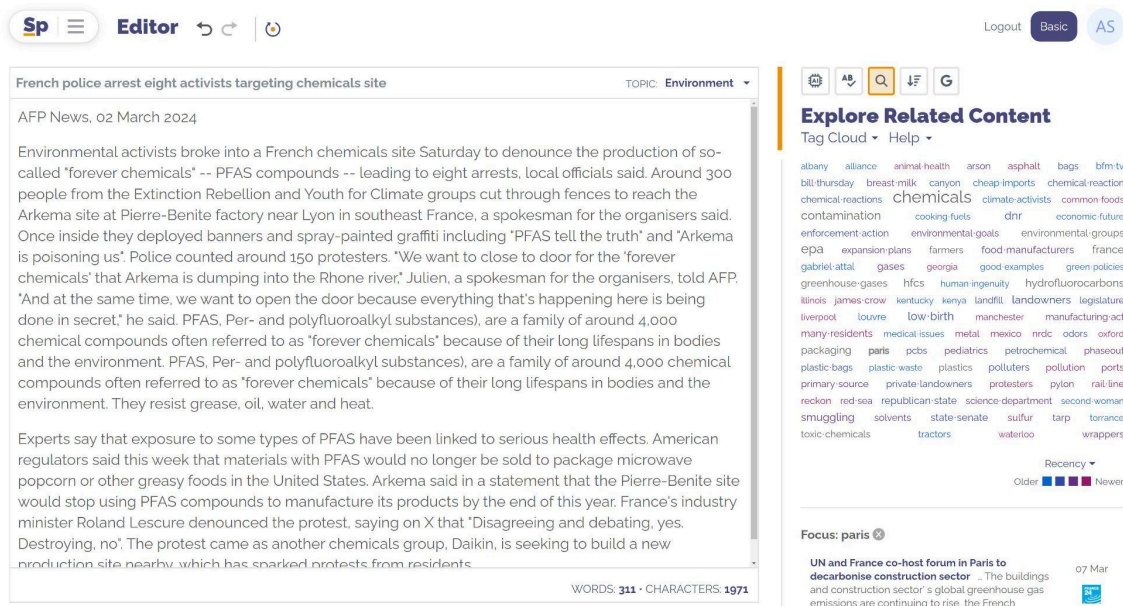 Sp
Editor
Logout
Basic
AS
French police arrest eight activists targeting chemicals site
TOPIC: Environment
AFP News, 02 March 2024
Environmental activists broke into a French chemicals site Saturday to denounce the production of so-
called "forever chemicals" -- PFAS compounds -- leading to eight arrests, local officials said. Around 300
people from the Extinction Rebellion and Youth for Climate groups cut through fences to reach the
Arkema site at Pierre-Benite factory near Lyon in southeast France, a spokesman for the organisers said.
Once inside they deployed banners and spray-painted graffiti including "PFAS tell the truth" and "Arkema
is poisoning us". Police counted around 150 protesters. "We want to close to door for the 'forever
chemicals' that Arkema is dumping into the Rhone river," Julien, a spokesman for the organisers, told AFP.
"And at the same time, we want to open the door because everything that's happening here is being
done in secret," he said. PFAS, Per- and polyfluoroalkyl substances), are a family of around 4,000
chemical compounds often referred to as "forever chemicals" because of their long lifespans in bodies
and the environment. PFAS, Per- and polyfluoroalkyl substances), are a family of around 4,000 chemical
compounds often referred to as "forever chemicals" because of their long lifespans in bodies and the
environment. They resist grease, oil, water and heat.
Experts say that exposure to some types of PFAS have been linked to serious health effects. American
regulators said this week that materials with PFAS would no longer be sold to package microwave
popcorn or other greasy foods in the United States. Arkema said in a statement that the Pierre-Benite site
would stop using PFAS compounds to manufacture its products by the end of this year. France's industry
minister Roland Lescure denounced the protest, saying on X that "Disagreeing and debating, yes.
Destroying, no". The protest came as another chemicals group, Daikin, is seeking to build a new
production site nearby, which has sparked protests from residents
WORDS: 311 • CHARACTERS: 1971
AI
AB
G
Explore Related Content
Tag Cloud
Help
albany alliance animal·health arson asphalt bags bfm·tv
bill·thursday breast·milk canyon cheap·imports chemical·reaction
chemical·reactions chemicals climate·activists common·foods
contamination cooking·fuels dnr economic·future
enforcement·action environmental·goals environmental·groups
epa expansion·plans farmers food·manufacturers france
gabriel·attal gases georgia good·examples green·policies
greenhouse·gases hfcs human·ingenuity hydrofluorocarbons
illinois james·crow kentucky kenya landfill landowners legislature
liverpool louvre low·birth manchester manufacturing·act
many·residents medical·issues metal mexico nrdc odors oxford
packaging paris pcbs pediatrics petrochemical phaseout
plastic·bags plastic·waste plastics polluters pollution ports
primary·source private·landowners protesters pylon rail·line
reckon red·sea republican·state science·department second·woman
smuggling solvents state·senate sulfur tarp torrance
toxic·chemicals tractors waterloo wrappers
Recency
Older Newer
Focus: paris
UN and France co-host forum in Paris to
decarbonise construction sector ... The buildings
and construction sector's global greenhouse gas
emissions are continuing to rise, the French
07 Mar
FRANCE 24